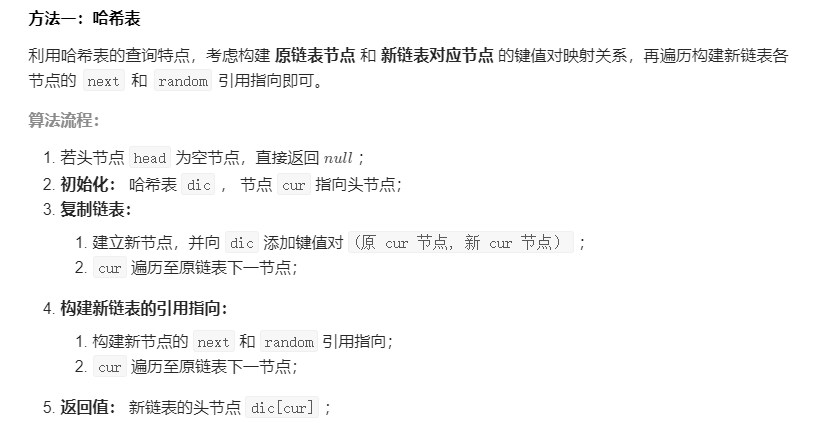 方法一：哈希表
利用哈希表的查询特点，考虑构建 原链表节点 和 新链表对应节点 的键值对映射关系，再遍历构建新链表各
节点的 next 和 random 引用指向即可。
算法流程：
1. 若头节点 head 为空节点，直接返回 null ；
2. 初始化： 哈希表 dic ， 节点 cur 指向头节点；
3. 复制链表：
1. 建立新节点，并向 dic 添加键值对 （原 cur 节点, 新 cur 节点） ；
2. cur 遍历至原链表下一节点；
4. 构建新链表的引用指向：
1. 构建新节点的 next 和 random 引用指向；
2. cur 遍历至原链表下一节点；
5. 返回值： 新链表的头节点 dic[cur] ；